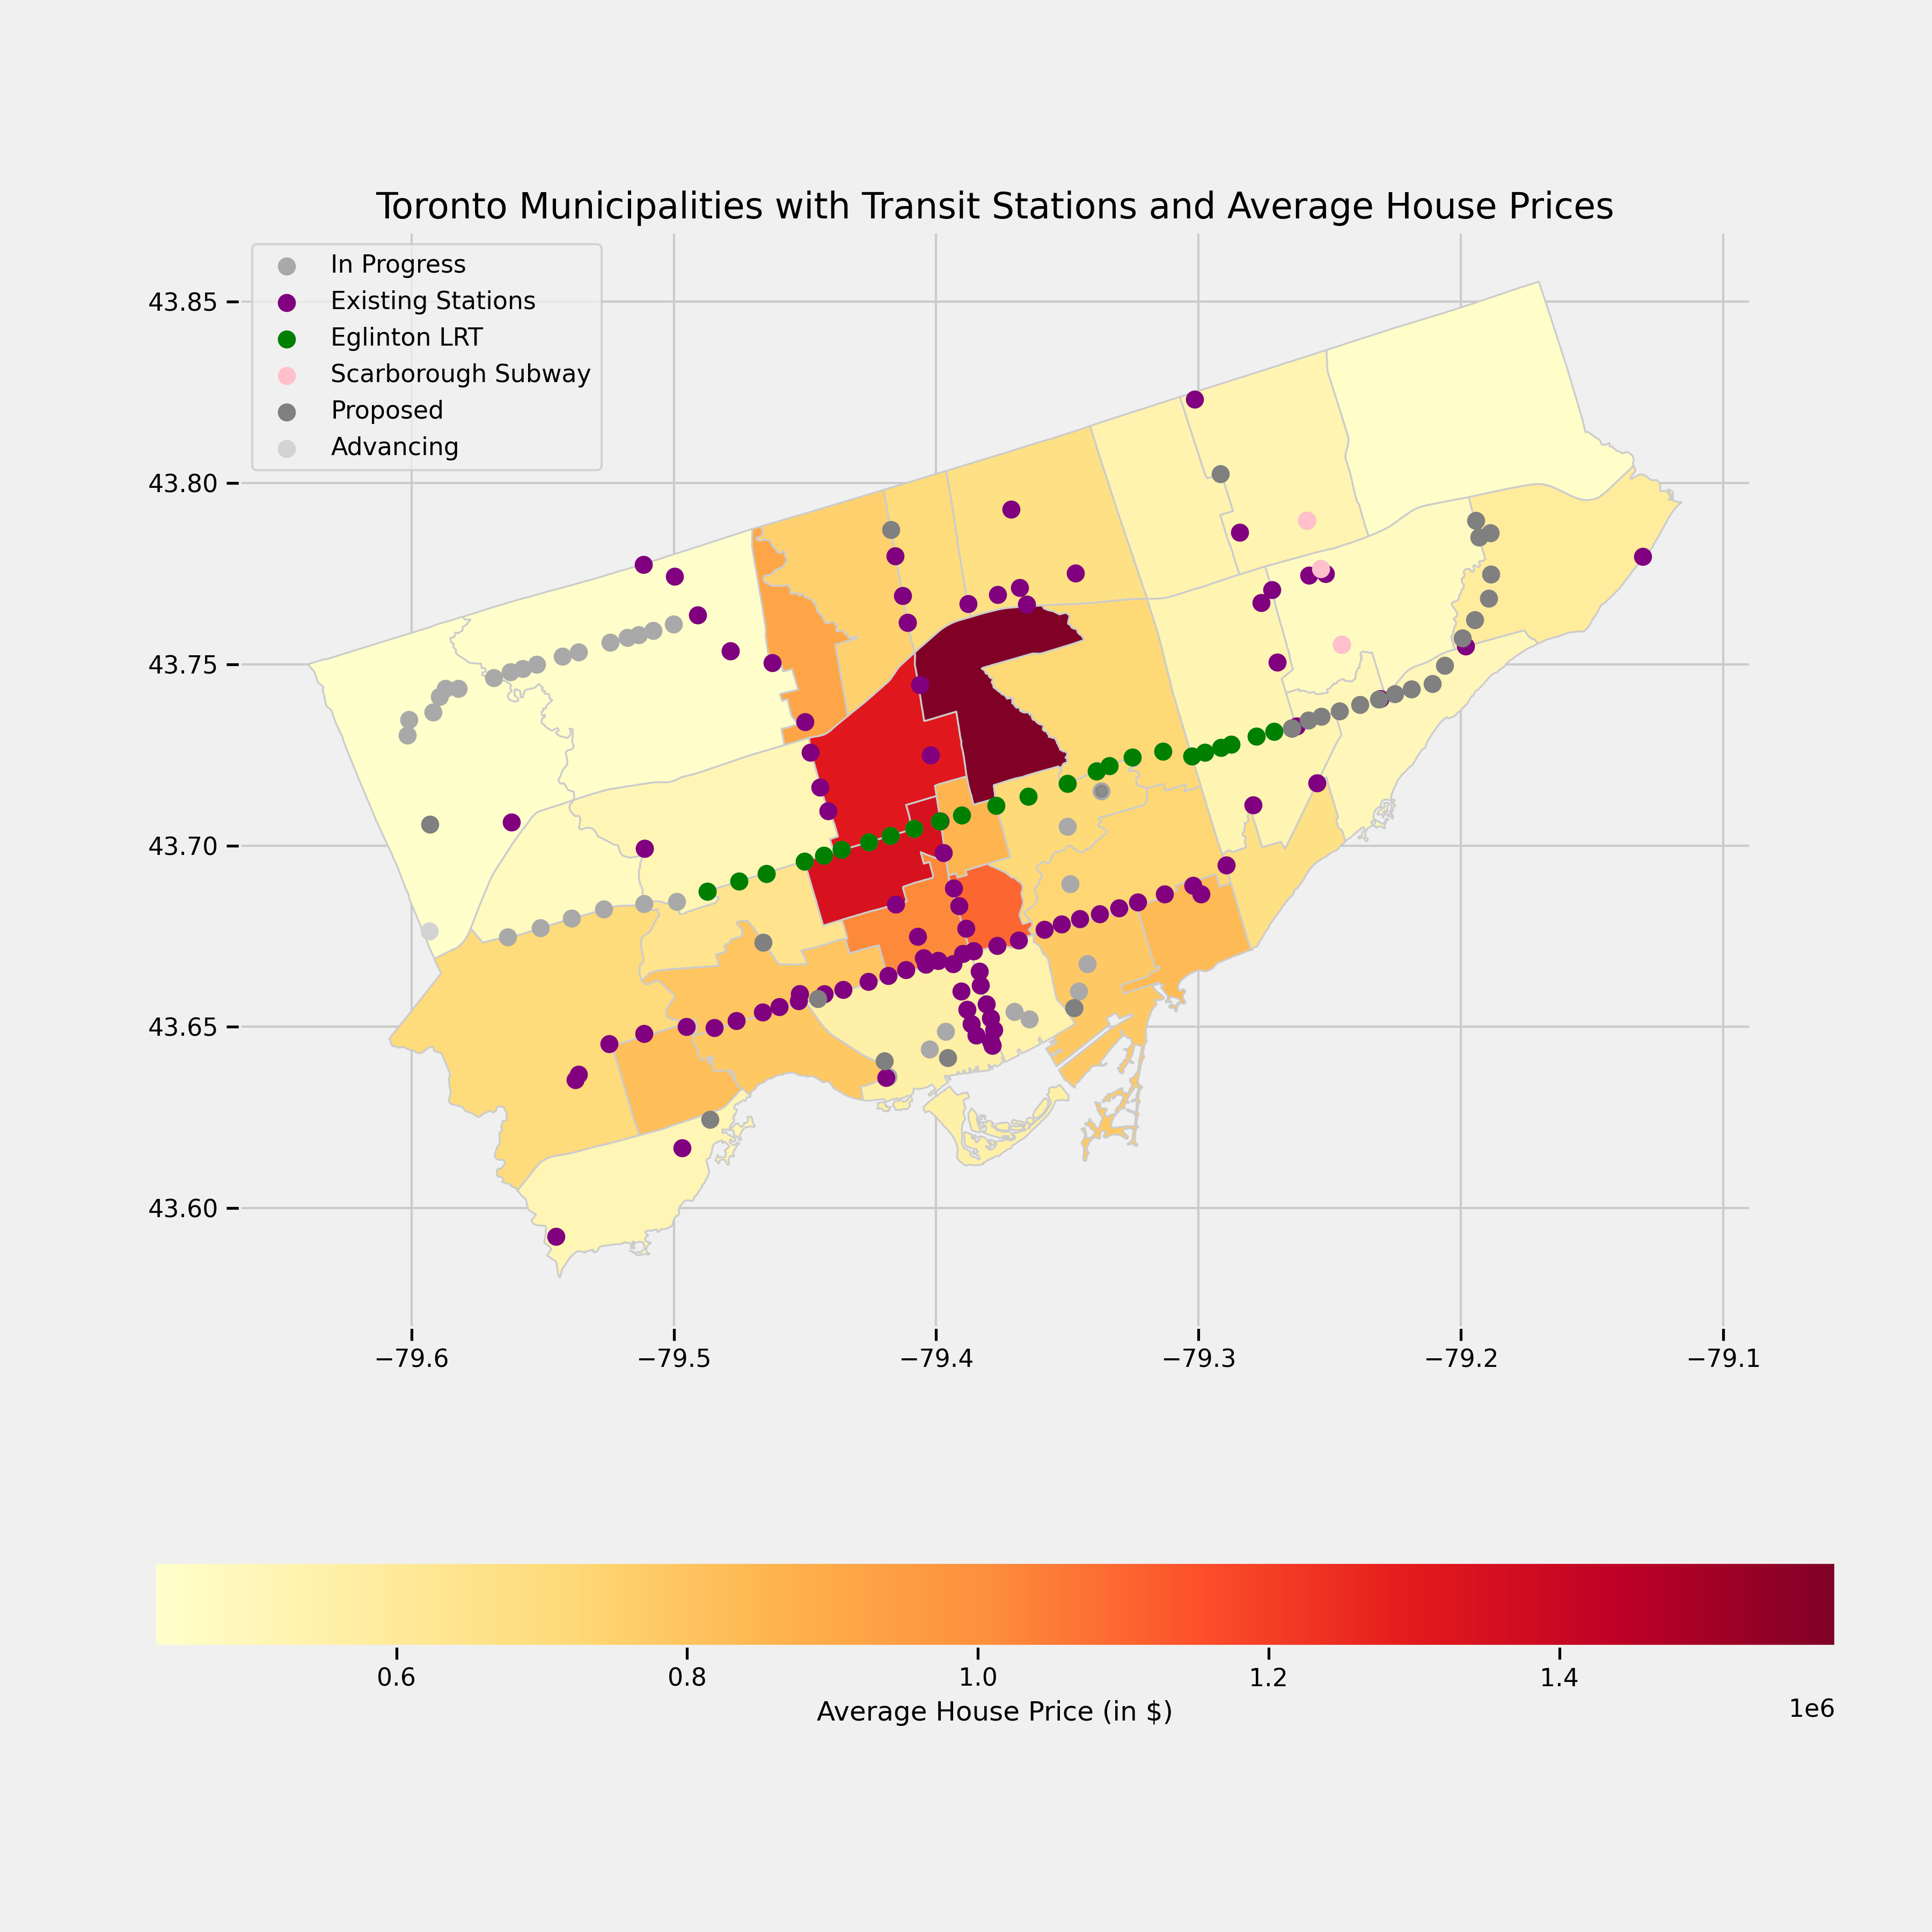 Toronto Municipalities with Transit Stations and Average House Prices
In Progress
Existing Stations
Eglinton LRT
Scarborough Subway
Proposed
Advancing
43.85
43.80
43.75
43.70
43.65
43.60
−79.6 −79.5 −79.4 −79.3 −79.2 −79.1
0.6 0.8 1.0 1.2 1.4
Average House Price (in $)
1e6